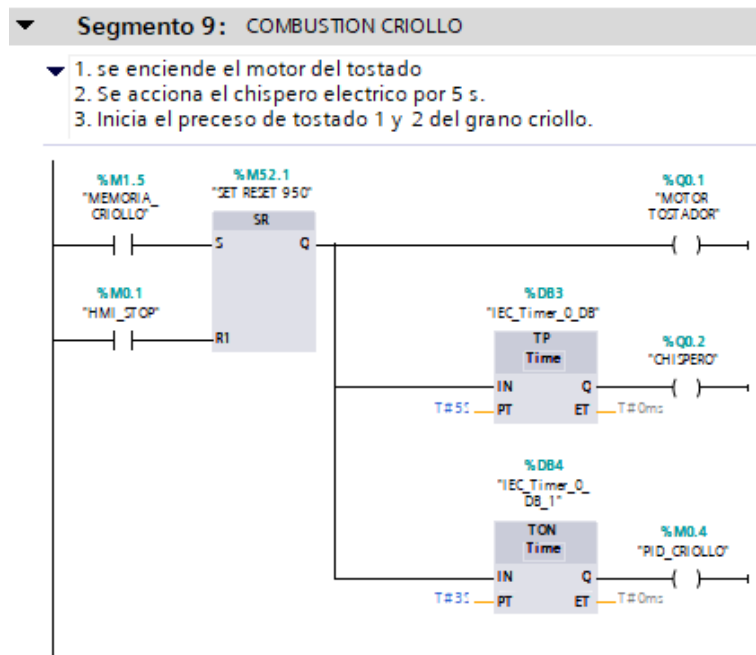 Segmento 9: COMBUSTION CRIOLLO
1. se enciende el motor del tostado
2. Se acciona el chispero electrico por 5 s.
3. Inicia el preceso de tostado 1 y 2 del grano criollo.
%M1.5
"MEMORIA_
CRIOLLO"
%M52.1
"SET RESET 950"
SR
S
Q
%Q0.1
"MOTOR
TOSTADOR"
%M0.1
"HMI_STOP"
R1
%DB3
"IEC_Timer_0_DB"
TP
Time
IN
Q
%Q0.2
"CHISPERO"
T#5S
PT
ET
T#0ms
%DB4
"IEC_Timer_0_
DB_1"
TON
Time
IN
Q
%M0.4
"PID_CRIOLLO"
T#3S
PT
ET
T#0ms